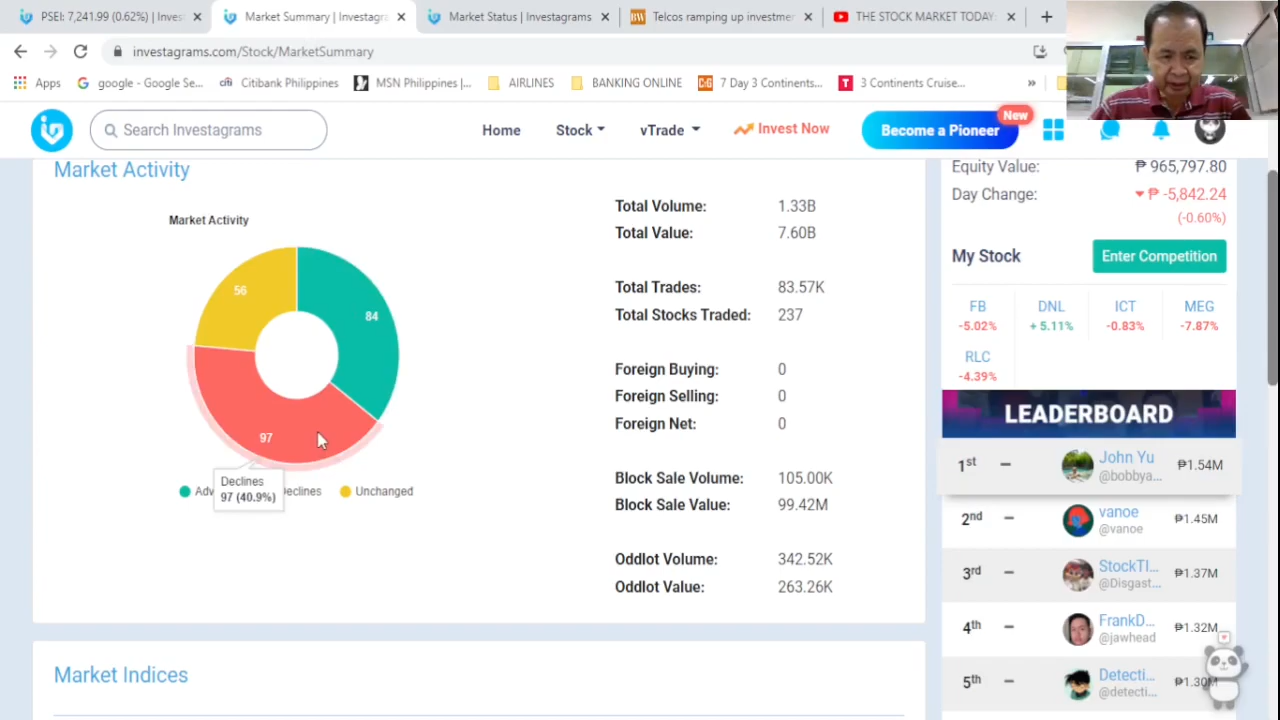 PSEI: 7,241.99 (0.62%) | Inves
Market Summary | Investagra
Market Status | Investagrams
Telcos ramping up investmen
THE STOCK MARKET TODAY:
investagrams.com/Stock/MarketSummary
Apps
google - Google Se...
Citibank Philippines
MSN Philippines |...
AIRLINES
BANKING ONLINE
7 Day 3 Continents...
3 Continents Cruise...
»
Search Investagrams
Home
Stock
vTrade
Invest Now
Become a Pioneer
New
Market Activity
Market Activity
56
84
97
Declines
97 (40.9%)
Adv
Declines
Unchanged
Total Volume: 1.33B
Total Value: 7.60B
Total Trades: 83.57K
Total Stocks Traded: 237
Foreign Buying: 0
Foreign Selling: 0
Foreign Net: 0
Block Sale Volume: 105.00K
Block Sale Value: 99.42M
Oddlot Volume: 342.52K
Oddlot Value: 263.26K
Market Indices
Equity Value: ₱ 965,797.80
Day Change: ₱ -5,842.24
(-0.60%)
My Stock
Enter Competition
FB DNL ICT MEG
-5.02% + 5.11% -0.83% -7.87%
RLC
-4.39%
LEADERBOARD
1st – John Yu ₱1.54M
@bobbya...
2nd – vanoe ₱1.45M
@vanoe
3rd – StockTl... ₱1.37M
@Disgast...
4th – FrankD... ₱1.32M
@jawhead
5th – Detecti... ₱1.30M
@detecti...